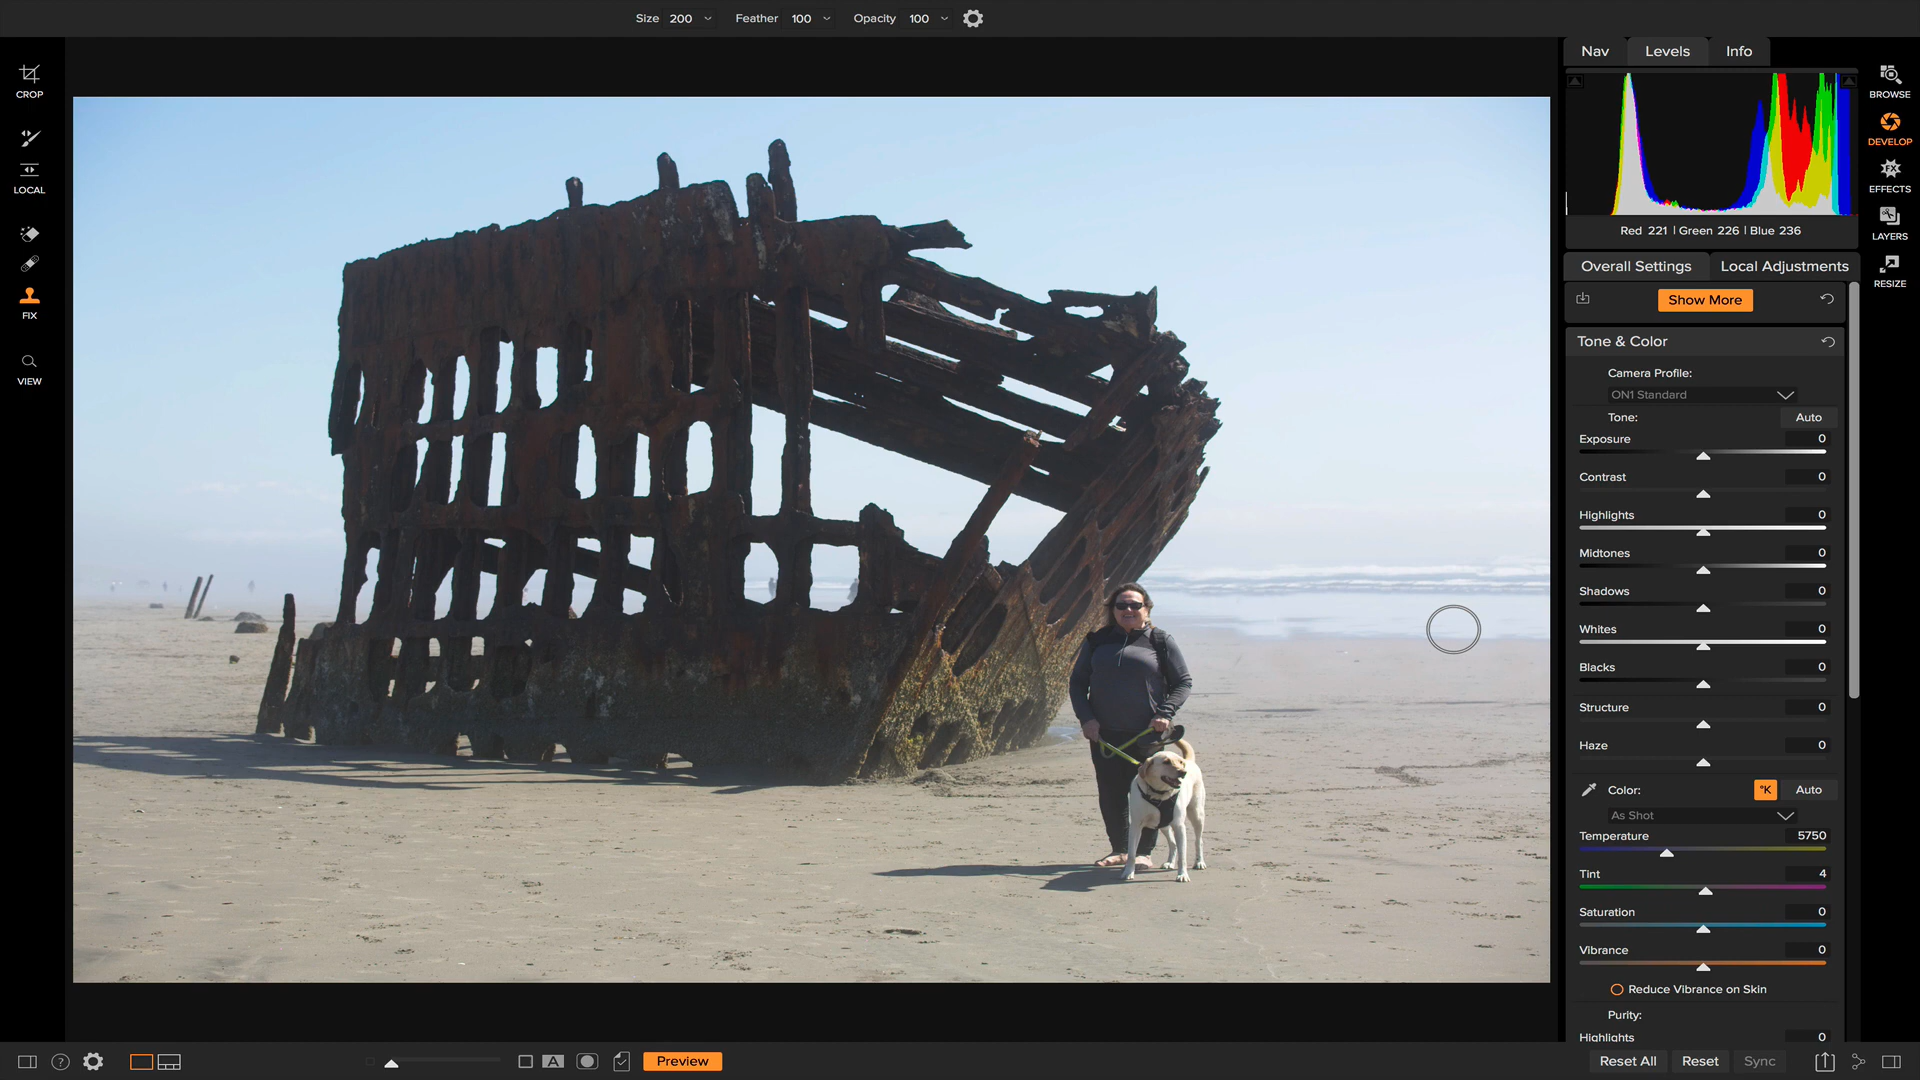 Size 200 Feather 100 Opacity 100
Nav Levels Info
CROP
BROWSE
DEVELOP
LOCAL
EFFECTS
FX
Red 221 | Green 226 | Blue 236
LAYERS
Overall Settings Local Adjustments
RESIZE
Show More
FIX
Tone & Color
VIEW
Camera Profile:
ON1 Standard
Tone: Auto
Exposure 0
Contrast 0
Highlights 0
Midtones 0
Shadows 0
Whites 0
Blacks 0
Structure 0
Haze 0
Color: °K Auto
As Shot
Temperature 5750
Tint 4
Saturation 0
Vibrance 0
Reduce Vibrance on Skin
Purity:
Highlights 0
? A Preview Reset All Reset Sync